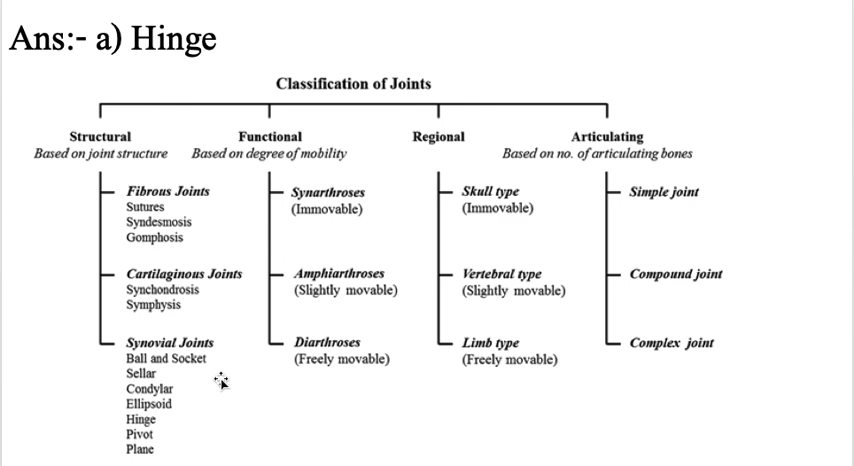 Ans:- a) Hinge
Classification of Joints
Structural
Based on joint structure
Functional
Based on degree of mobility
Regional
Articulating
Based on no. of articulating bones
Fibrous Joints
Sutures
Syndesmosis
Gomphosis
Cartilaginous Joints
Synchondrosis
Symphysis
Synovial Joints
Ball and Socket
Sellar
Condylar
Ellipsoid
Hinge
Pivot
Plane
Synarthroses
(Immovable)
Amphiarthroses
(Slightly movable)
Diarthroses
(Freely movable)
Skull type
(Immovable)
Vertebral type
(Slightly movable)
Limb type
(Freely movable)
Simple joint
Compound joint
Complex joint